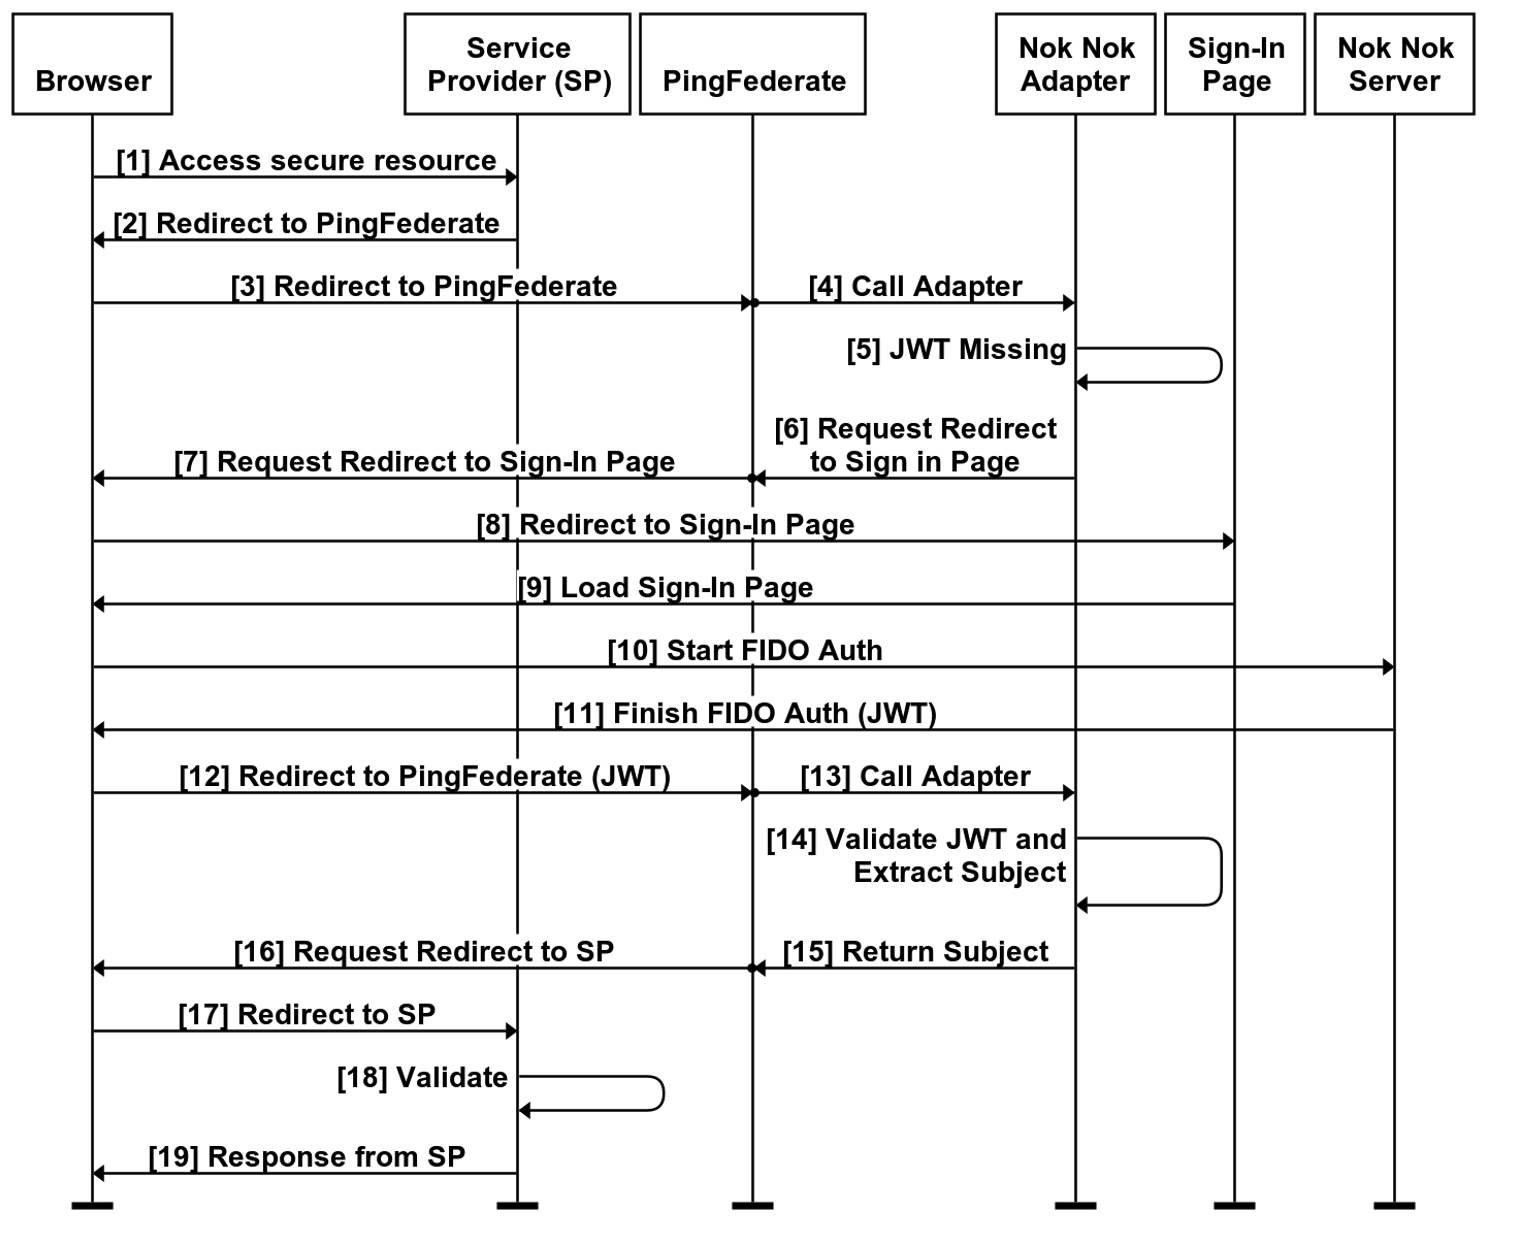 Browser
Service
Provider (SP)
PingFederate
Nok Nok
Adapter
Sign-In
Page
Nok Nok
Server
[1] Access secure resource
[2] Redirect to PingFederate
[3] Redirect to PingFederate
[4] Call Adapter
[5] JWT Missing
[6] Request Redirect
to Sign in Page
[7] Request Redirect to Sign-In Page
[8] Redirect to Sign-In Page
[9] Load Sign-In Page
[10] Start FIDO Auth
[11] Finish FIDO Auth (JWT)
[12] Redirect to PingFederate (JWT)
[13] Call Adapter
[14] Validate JWT and
Extract Subject
[15] Return Subject
[16] Request Redirect to SP
[17] Redirect to SP
[18] Validate
[19] Response from SP